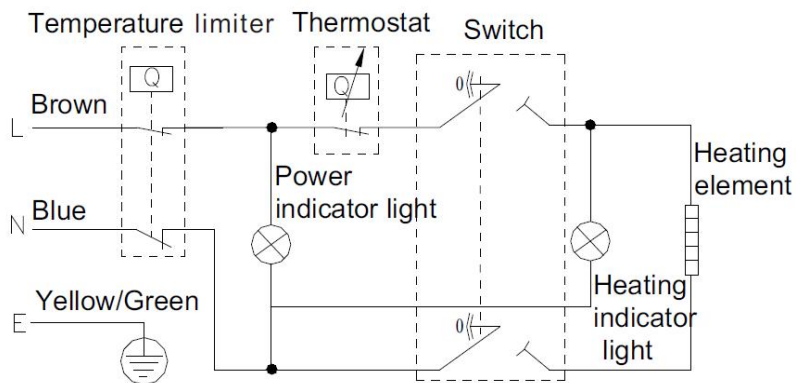 Temperature limiter
Thermostat
Switch
Q
Q
0
Brown
L
Power
indicator light
Heating
element
Blue
N
Yellow/Green
E
0
Heating
indicator
light